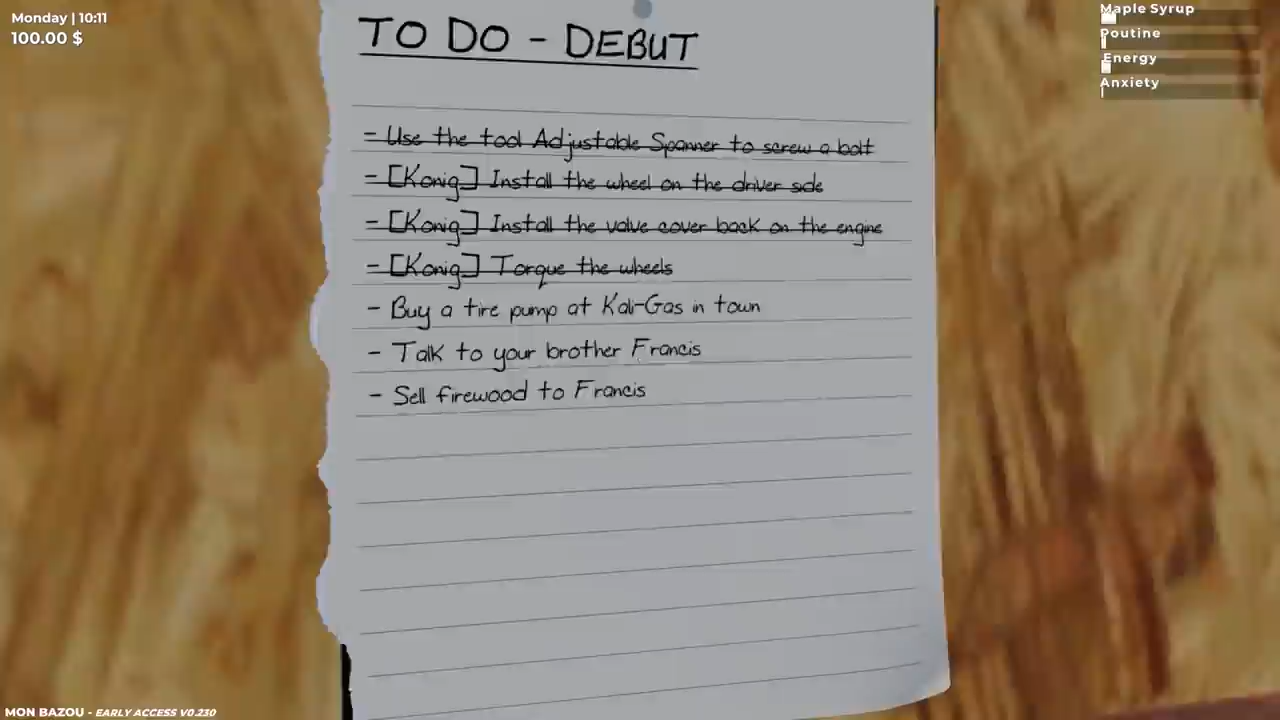 Monday | 10:11
100.00 $
Maple Syrup
Poutine
Energy
Anxiety
TO DO - DEBUT
- Use the tool Adjustable Spanner to screw a bolt
- [Konig] Install the wheel on the driver side
- [Konig] Install the valve cover back on the engine
- [Konig] Torque the wheels
- Buy a tire pump at Kali-Gas in town
- Talk to your brother Francis
- Sell firewood to Francis
MON BAZOU - EARLY ACCESS V0.230